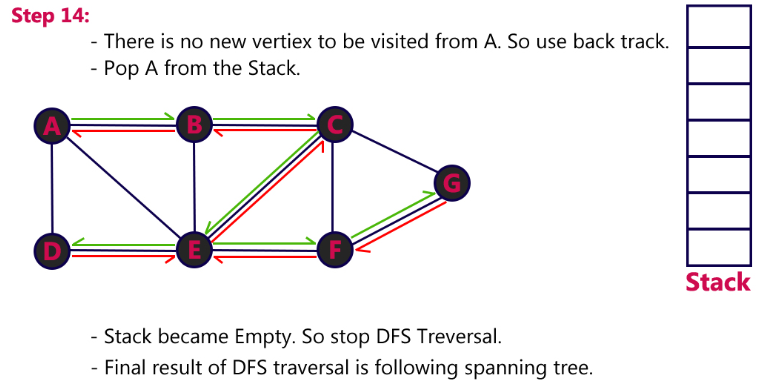 Step 14:
- There is no new vertiex to be visited from A. So use back track.
- Pop A from the Stack.
A B C
G
D E F
Stack
- Stack became Empty. So stop DFS Treversal.
- Final result of DFS traversal is following spanning tree.